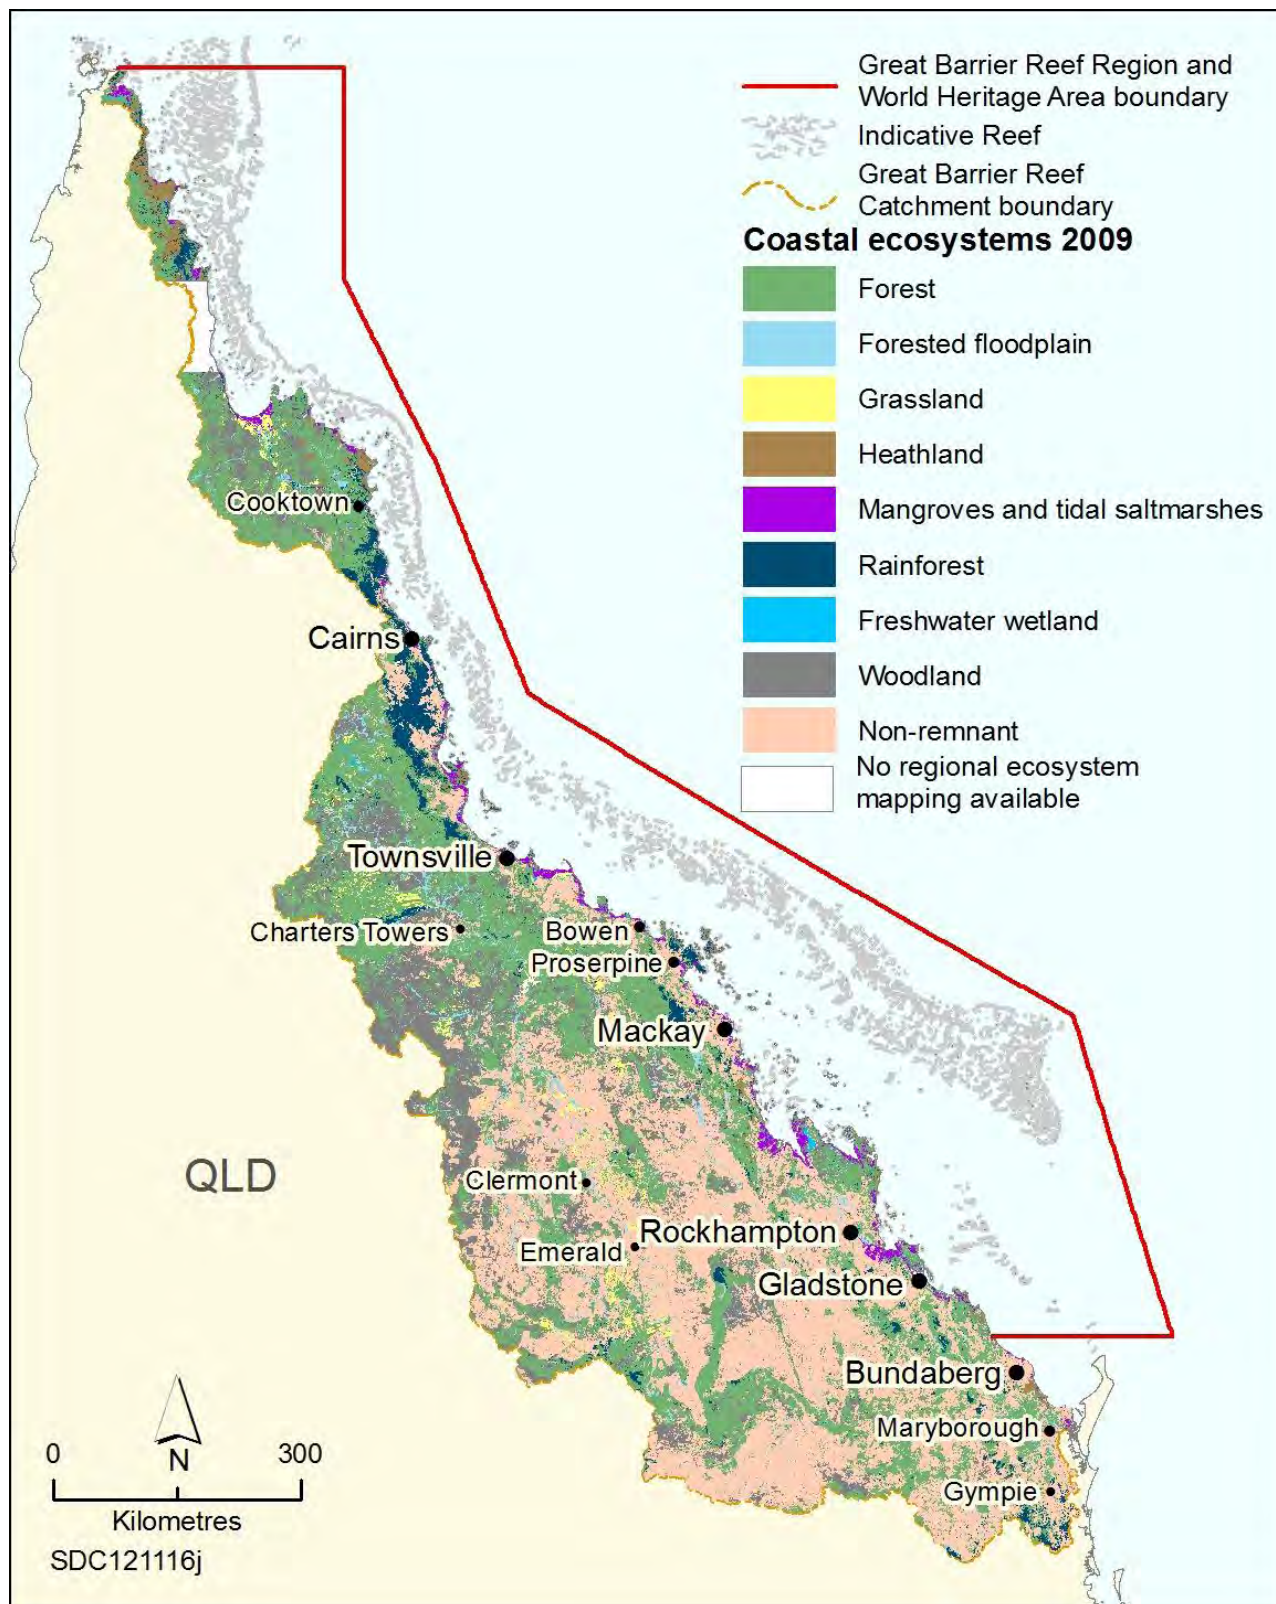 Great Barrier Reef Region and
World Heritage Area boundary
Indicative Reef
Great Barrier Reef
Catchment boundary
Coastal ecosystems 2009
Forest
Forested floodplain
Grassland
Heathland
Mangroves and tidal saltmarshes
Rainforest
Freshwater wetland
Woodland
Non-remnant
No regional ecosystem
mapping available
Cooktown
Cairns
Townsville
Charters Towers
Bowen
Proserpine
Mackay
QLD
Clermont
Rockhampton
Emerald
Gladstone
Bundaberg
Maryborough
Gympie
0 300
N
Kilometres
SDC121116j